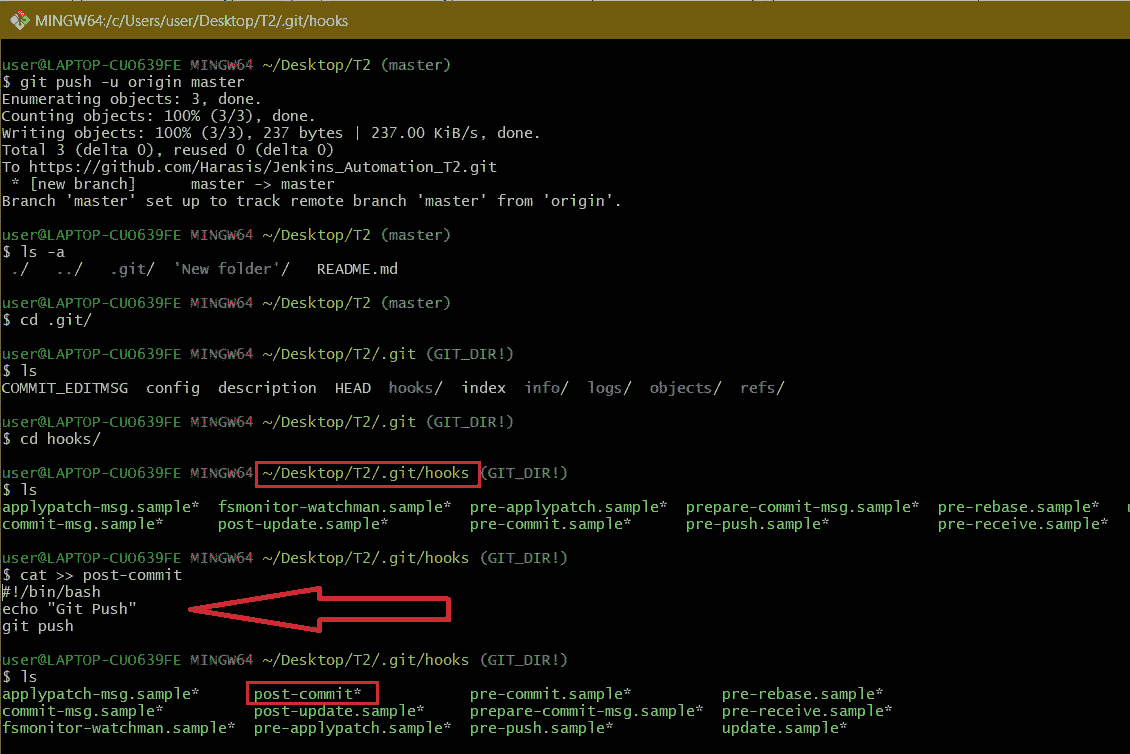 MINGW64:/c/Users/user/Desktop/T2/.git/hooks
user@LAPTOP-CUO639FE MINGW64 ~/Desktop/T2 (master)
$ git push -u origin master
Enumerating objects: 3, done.
Counting objects: 100% (3/3), done.
Writing objects: 100% (3/3), 237 bytes | 237.00 KiB/s, done.
Total 3 (delta 0), reused 0 (delta 0)
To https://github.com/Harasis/Jenkins_Automation_T2.git
 * [new branch]      master -> master
Branch 'master' set up to track remote branch 'master' from 'origin'.
user@LAPTOP-CUO639FE MINGW64 ~/Desktop/T2 (master)
$ ls -a
 ./   ../   .git/  'New folder'/   README.md
user@LAPTOP-CUO639FE MINGW64 ~/Desktop/T2 (master)
$ cd .git/
user@LAPTOP-CUO639FE MINGW64 ~/Desktop/T2/.git (GIT_DIR!)
$ ls
COMMIT_EDITMSG  config  description  HEAD  hooks/  index  info/  logs/  objects/  refs/
user@LAPTOP-CUO639FE MINGW64 ~/Desktop/T2/.git (GIT_DIR!)
$ cd hooks/
user@LAPTOP-CUO639FE MINGW64 ~/Desktop/T2/.git/hooks (GIT_DIR!)
$ ls
applypatch-msg.sample*  fsmonitor-watchman.sample*  pre-applypatch.sample*  prepare-commit-msg.sample*  pre-rebase.sample*
commit-msg.sample*      post-update.sample*         pre-commit.sample*      pre-push.sample*            pre-receive.sample*
user@LAPTOP-CUO639FE MINGW64 ~/Desktop/T2/.git/hooks (GIT_DIR!)
$ cat >> post-commit
#!/bin/bash
echo "Git Push"
git push
user@LAPTOP-CUO639FE MINGW64 ~/Desktop/T2/.git/hooks (GIT_DIR!)
$ ls
applypatch-msg.sample*      post-commit*            pre-commit.sample*          pre-rebase.sample*
commit-msg.sample*          post-update.sample*     prepare-commit-msg.sample*  pre-receive.sample*
fsmonitor-watchman.sample*  pre-applypatch.sample*  pre-push.sample*            update.sample*